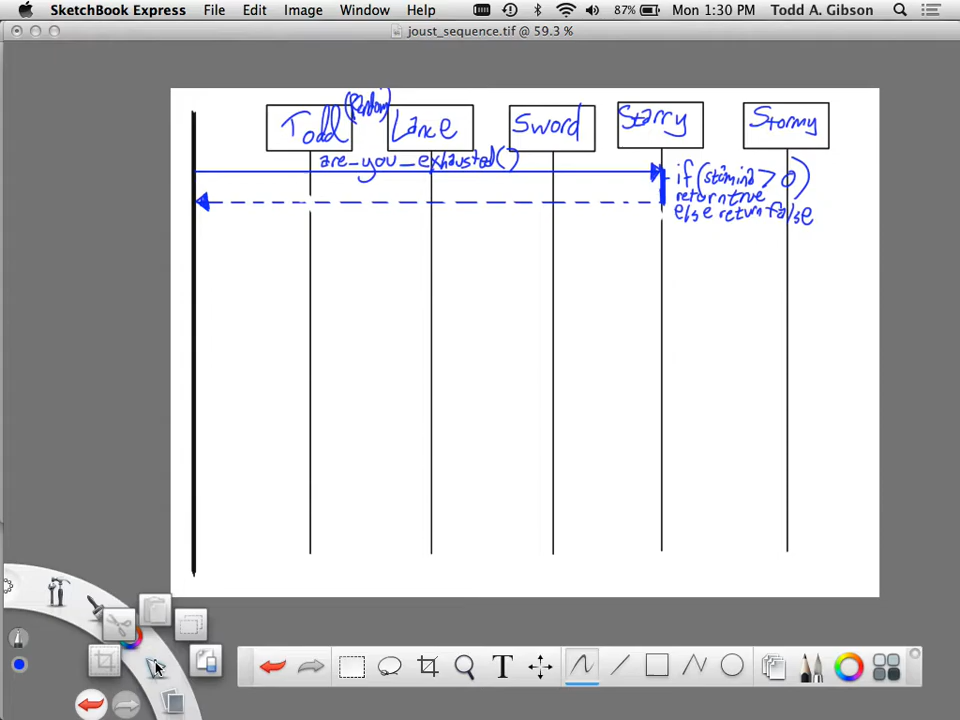 SketchBook Express File Edit Image Window Help 87% Mon 1:30 PM Todd A. Gibson
joust_sequence.tif @ 59.3 %
Todd Lance Sword Starry Stormy
are_you_exhausted()
if (stamina > 0)
return true
else return false
T